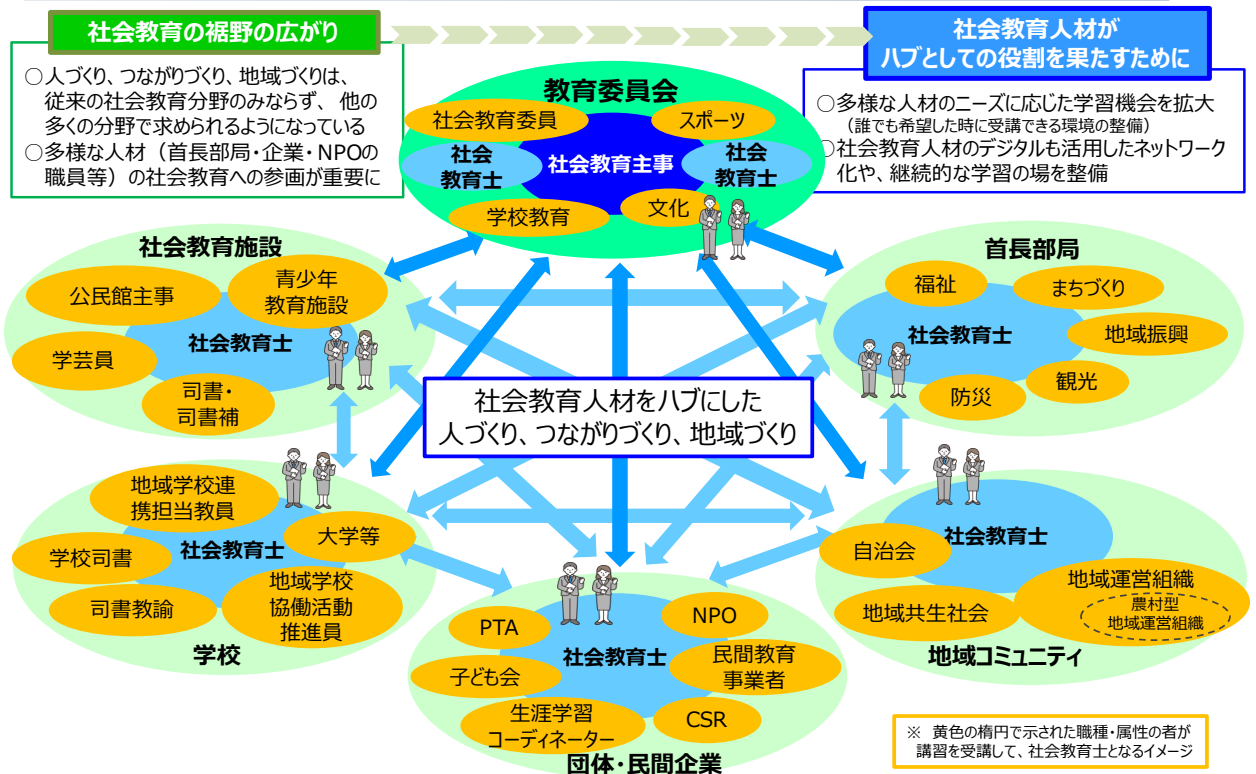 社会教育の裾野の広がり
○人づくり、つながりづくり、地域づくりは、
従来の社会教育分野のみならず、 他の
多くの分野で求められるようになっている
○多様な人材（首長部局・企業・NPOの
職員等）の社会教育への参画が重要に
社会教育人材が
ハブとしての役割を果たすために
○多様な人材のニーズに応じた学習機会を拡大
（誰でも希望した時に受講できる環境の整備）
○社会教育人材のデジタルも活用したネットワーク
化や、継続的な学習の場を整備
教育委員会
社会教育委員
スポーツ
社会
教育士
社会教育主事
社会
教育士
学校教育
文化
社会教育施設
公民館主事
青少年
教育施設
社会教育士
学芸員
司書・
司書補
首長部局
福祉
まちづくり
社会教育士
地域振興
観光
防災
社会教育人材をハブにした
人づくり、つながりづくり、地域づくり
地域学校連
携担当教員
大学等
学校司書
社会教育士
司書教諭
地域学校
協働活動
推進員
学校
社会教育士
自治会
地域運営組織
農村型
地域運営組織
地域共生社会
地域コミュニティ
PTA
NPO
社会教育士
子ども会
民間教育
事業者
生涯学習
コーディネーター
CSR
団体・民間企業
※ 黄色の楕円で示された職種・属性の者が
講習を受講して、社会教育士となるイメージ